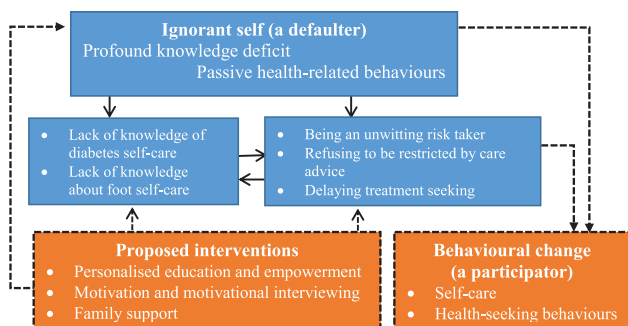 Ignorant self (a defaulter)
Profound knowledge deficit
Passive health-related behaviours
• Lack of knowledge of
diabetes self-care
• Lack of knowledge
about foot self-care
• Being an unwitting risk taker
• Refusing to be restricted by care
advice
• Delaying treatment seeking
Proposed interventions
• Personalised education and empowerment
• Motivation and motivational interviewing
• Family support
Behavioural change
(a participator)
• Self-care
• Health-seeking behaviours